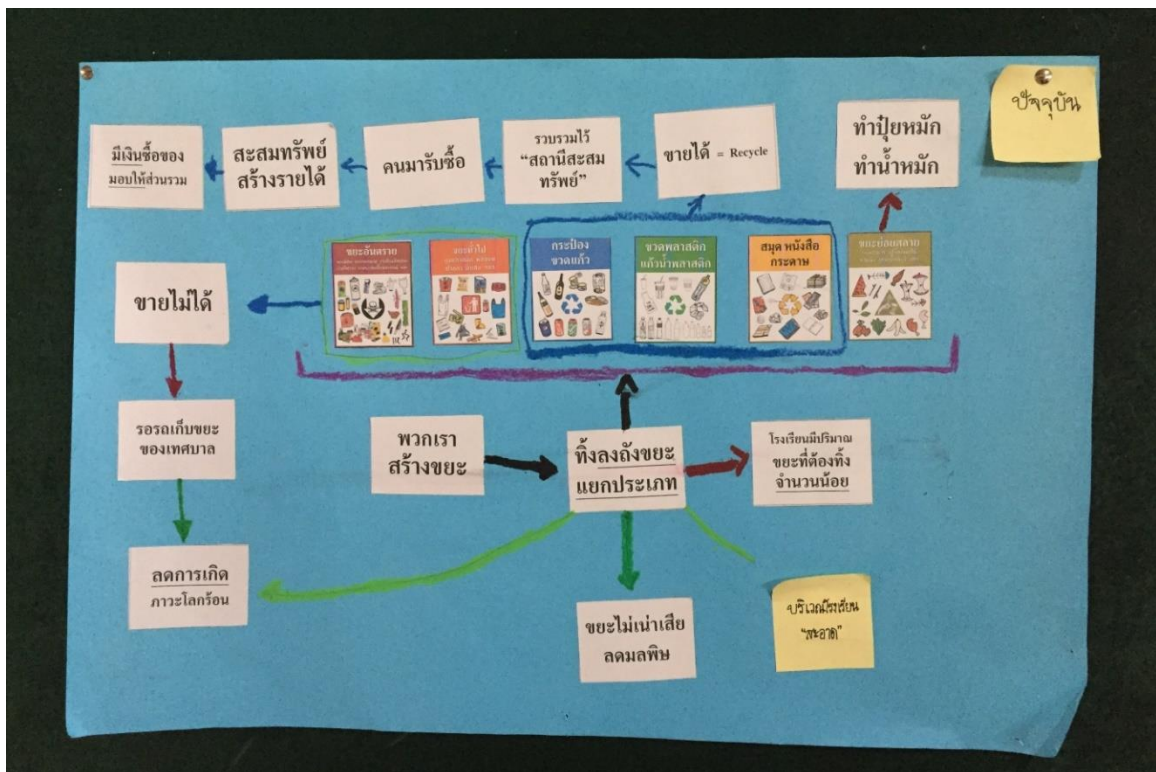 ปัจจุบัน
มีเงินซื้อของ
มอบให้ส่วนรวม
สะสมทรัพย์
สร้างรายได้
คนมารับซื้อ
รวบรวมไว้
“สถานีสะสม
ทรัพย์”
ขายได้ = Recycle
ทำปุ๋ยหมัก
ทำน้ำหมัก
ขยะอันตราย
ขยะทั่วไป
กระป๋อง
ขวดแก้ว
ขวดพลาสติก
แก้วน้ำพลาสติก
สมุด หนังสือ
กระดาษ
ขยะย่อยสลาย
ขายไม่ได้
รอรถเก็บขยะ
ของเทศบาล
พวกเรา
สร้างขยะ
ทิ้งลงถังขยะ
แยกประเภท
โรงเรียนมีปริมาณ
ขยะที่ต้องทิ้ง
จำนวนน้อย
ลดการเกิด
ภาวะโลกร้อน
ขยะไม่เน่าเสีย
ลดมลพิษ
บริเวณโรงเรียน
“สะอาด”